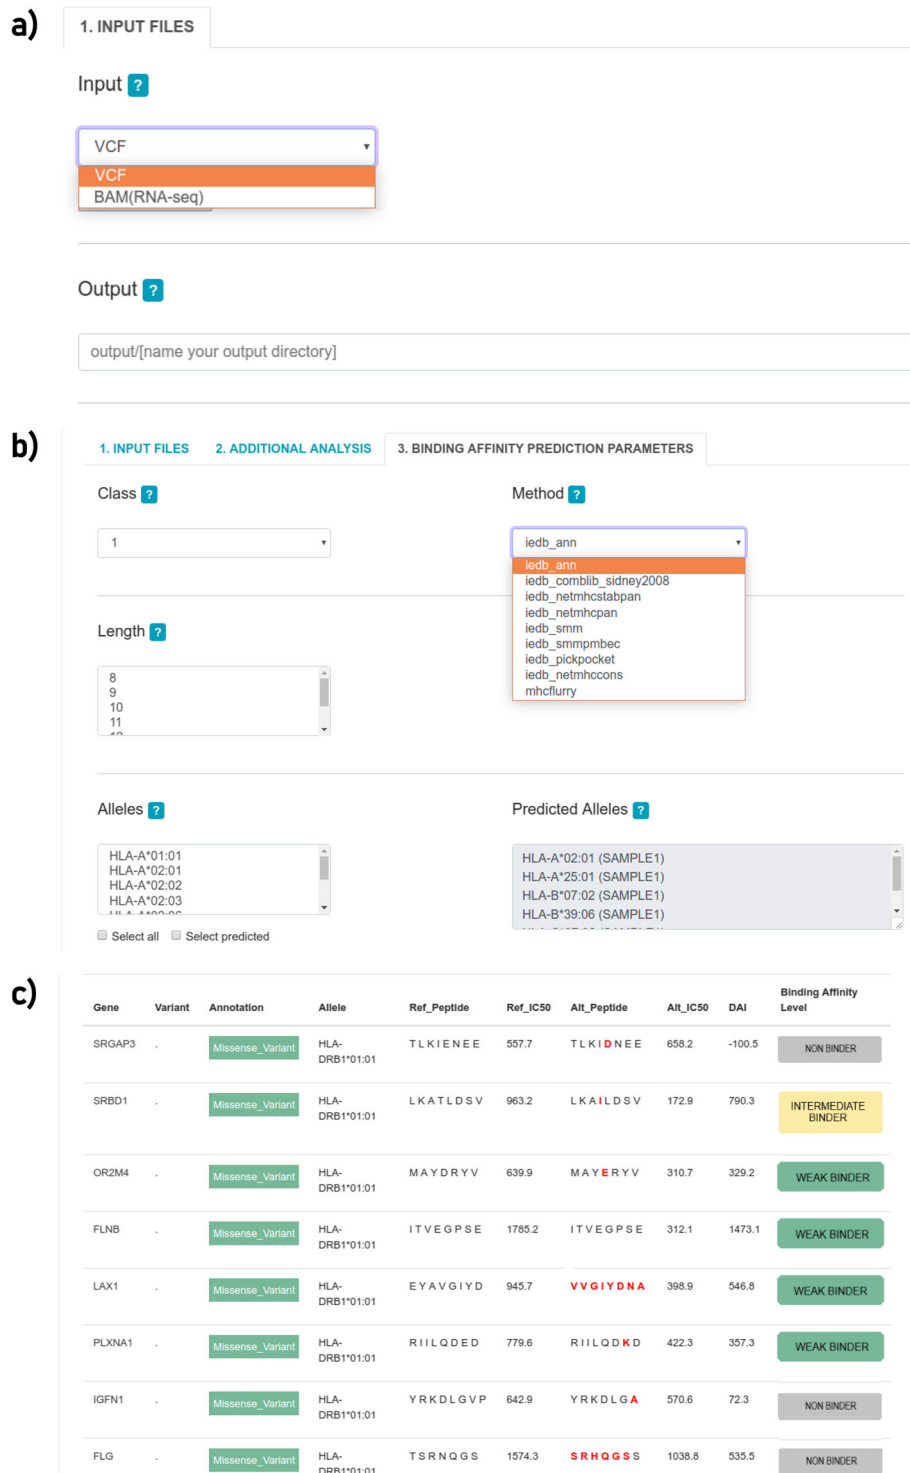 a)
1. INPUT FILES
Input ?
VCF
VCF
BAM(RNA-seq)
Output ?
output/[name your output directory]
b)
1. INPUT FILES 2. ADDITIONAL ANALYSIS 3. BINDING AFFINITY PREDICTION PARAMETERS
Class ? Method ?
1 iedb_ann
iedb_ann
iedb_comblib_sidney2008
iedb_netmhcstabpan
iedb_netmhcpan
iedb_smm
iedb_smmpmbec
iedb_pickpocket
iedb_netmhccons
mhcflurry
Length ?
8
9
10
11
Alleles ? Predicted Alleles ?
HLA-A*01:01
HLA-A*02:01
HLA-A*02:02
HLA-A*02:03
HLA-A*02:01 (SAMPLE1)
HLA-A*25:01 (SAMPLE1)
HLA-B*07:02 (SAMPLE1)
HLA-B*39:06 (SAMPLE1)
Select all Select predicted
c)
Gene Variant Annotation Allele Ref_Peptide Ref_IC50 Alt_Peptide Alt_IC50 DAI Binding Affinity Level
SRGAP3 . Missense_Variant HLA-DRB1*01:01 TLKIENEE 557.7 TLKIDNEE 658.2 -100.5 NON BINDER
SRBD1 . Missense_Variant HLA-DRB1*01:01 LKATLDSV 963.2 LKAILDSV 172.9 790.3 INTERMEDIATE BINDER
OR2M4 . Missense_Variant HLA-DRB1*01:01 MAYDRYV 639.9 MAYERYV 310.7 329.2 WEAK BINDER
FLNB . Missense_Variant HLA-DRB1*01:01 ITVEGPSE 1785.2 ITVEGPSE 312.1 1473.1 WEAK BINDER
LAX1 . Missense_Variant HLA-DRB1*01:01 EYAVGIYD 945.7 VVGIYDNA 398.9 546.8 WEAK BINDER
PLXNA1 . Missense_Variant HLA-DRB1*01:01 RIILQDED 779.6 RIILQDKD 422.3 357.3 WEAK BINDER
IGFN1 . Missense_Variant HLA-DRB1*01:01 YRKDLGVP 642.9 YRKDLGA 570.6 72.3 NON BINDER
FLG . Missense_Variant HLA-DRB1*01:01 TSRNQGS 1574.3 SRHQGSS 1038.8 535.5 NON BINDER